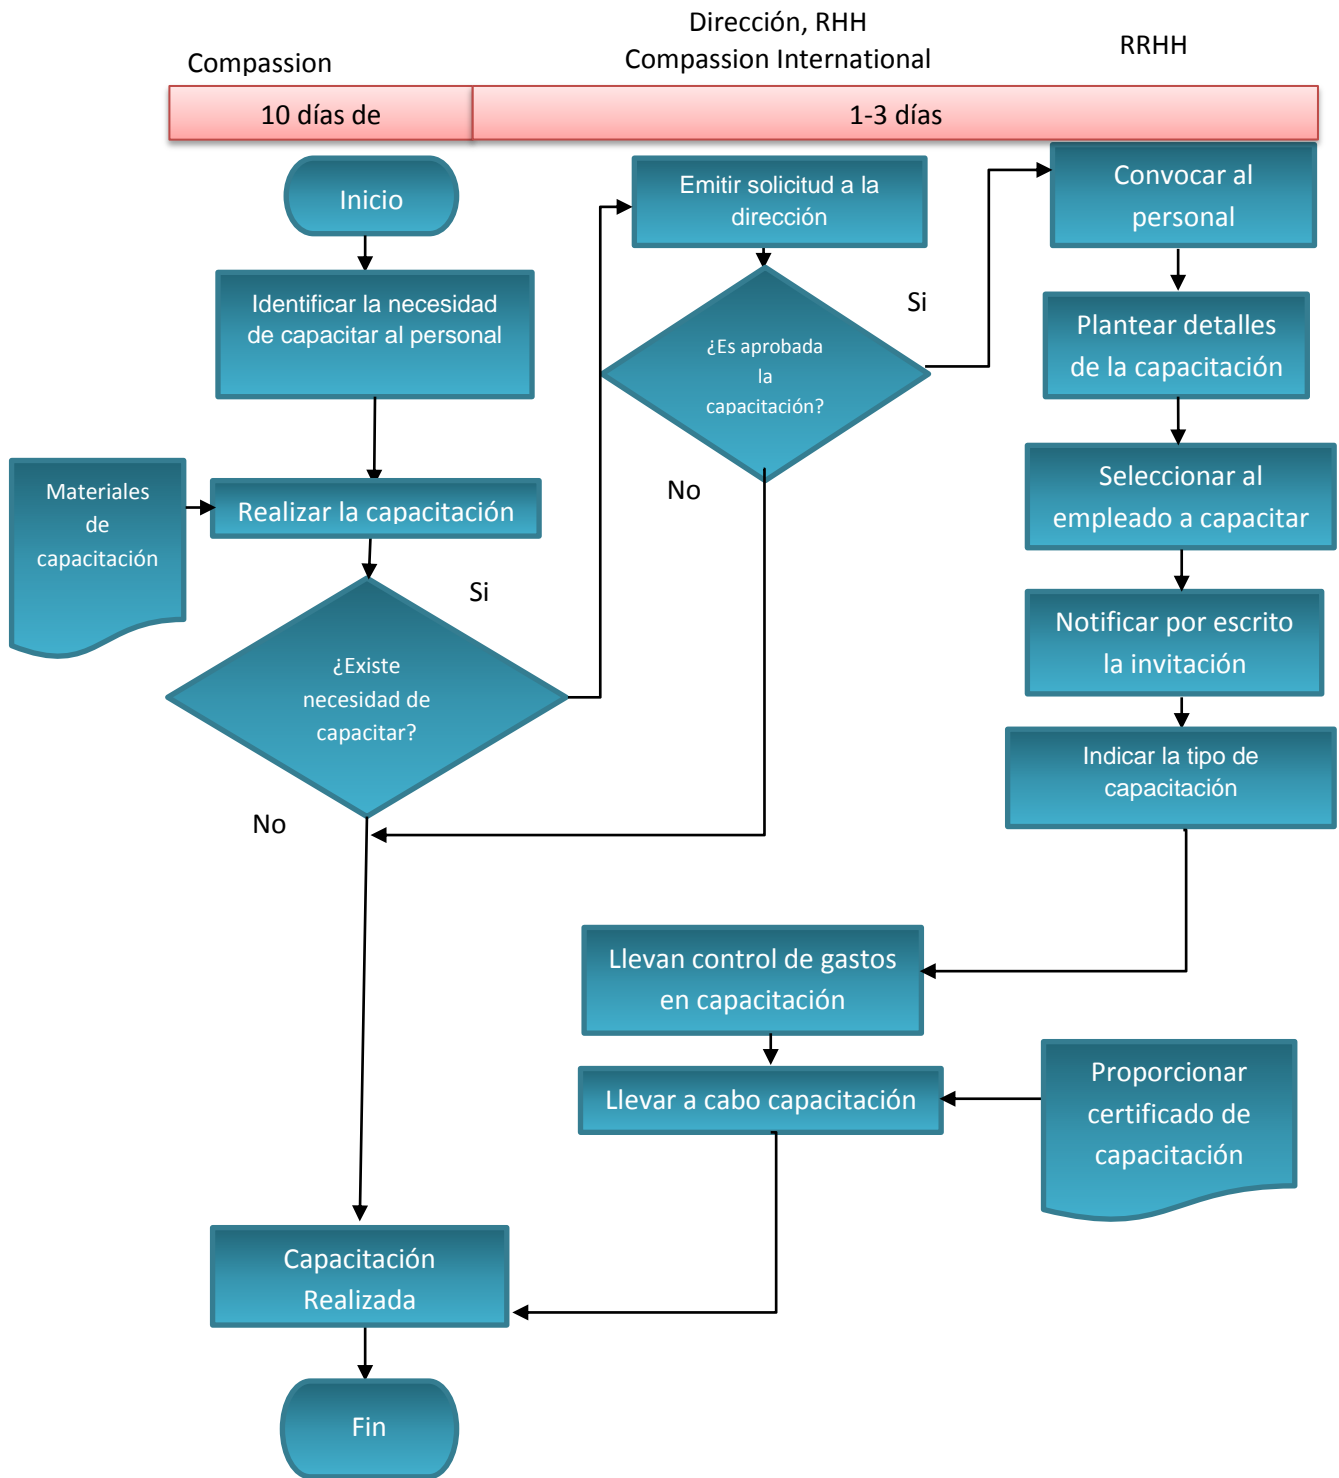 Compassion
Dirección, RHH
Compassion International
RRHH
10 días de
1-3 días
Inicio
Identificar la necesidad
de capacitar al personal
Materiales
de
capacitación
Realizar la capacitación
Si
¿Existe
necesidad de
capacitar?
No
Emitir solicitud a la
dirección
Si
¿Es aprobada
la
capacitación?
No
Convocar al
personal
Plantear detalles
de la capacitación
Seleccionar al
empleado a capacitar
Notificar por escrito
la invitación
Indicar la tipo de
capacitación
Llevan control de gastos
en capacitación
Llevar a cabo capacitación
Proporcionar
certificado de
capacitación
Capacitación
Realizada
Fin